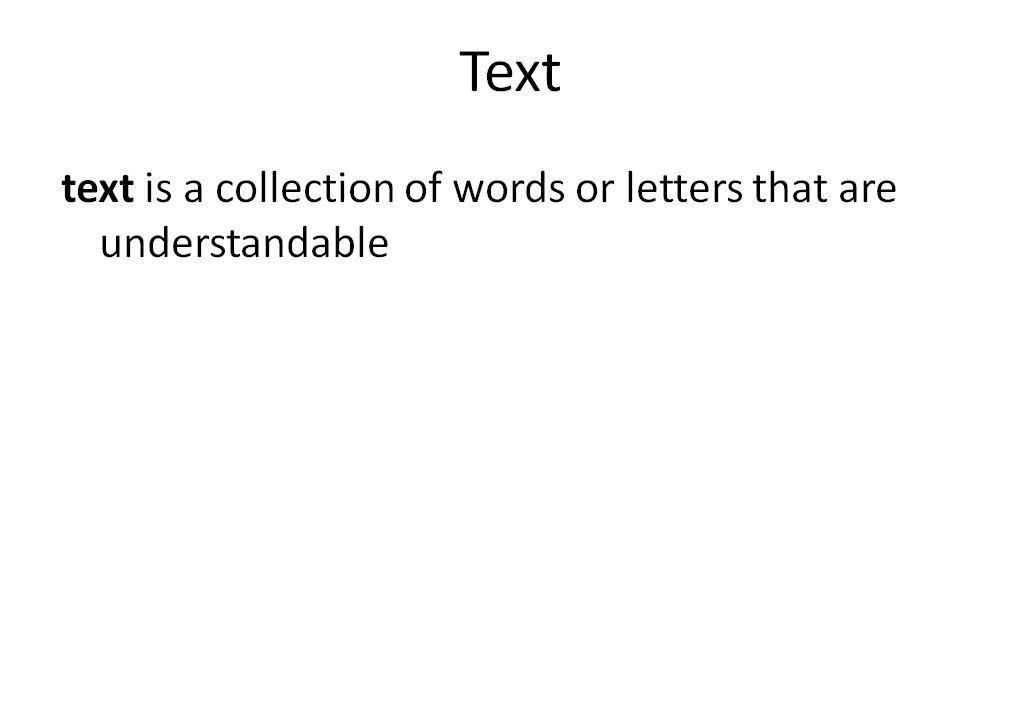 Text
text is a collection of words or letters that are
understandable